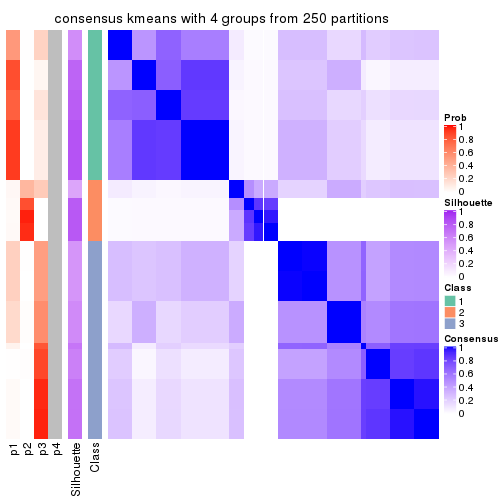 consensus kmeans with 4 groups from 250 partitions
Prob
1
0.8
0.6
0.4
0.2
0
Silhouette
1
0.8
0.6
0.4
0.2
0
Class
1
2
3
Consensus
1
0.8
0.6
0.4
0.2
0
p1
p2
p3
p4
Silhouette
Class